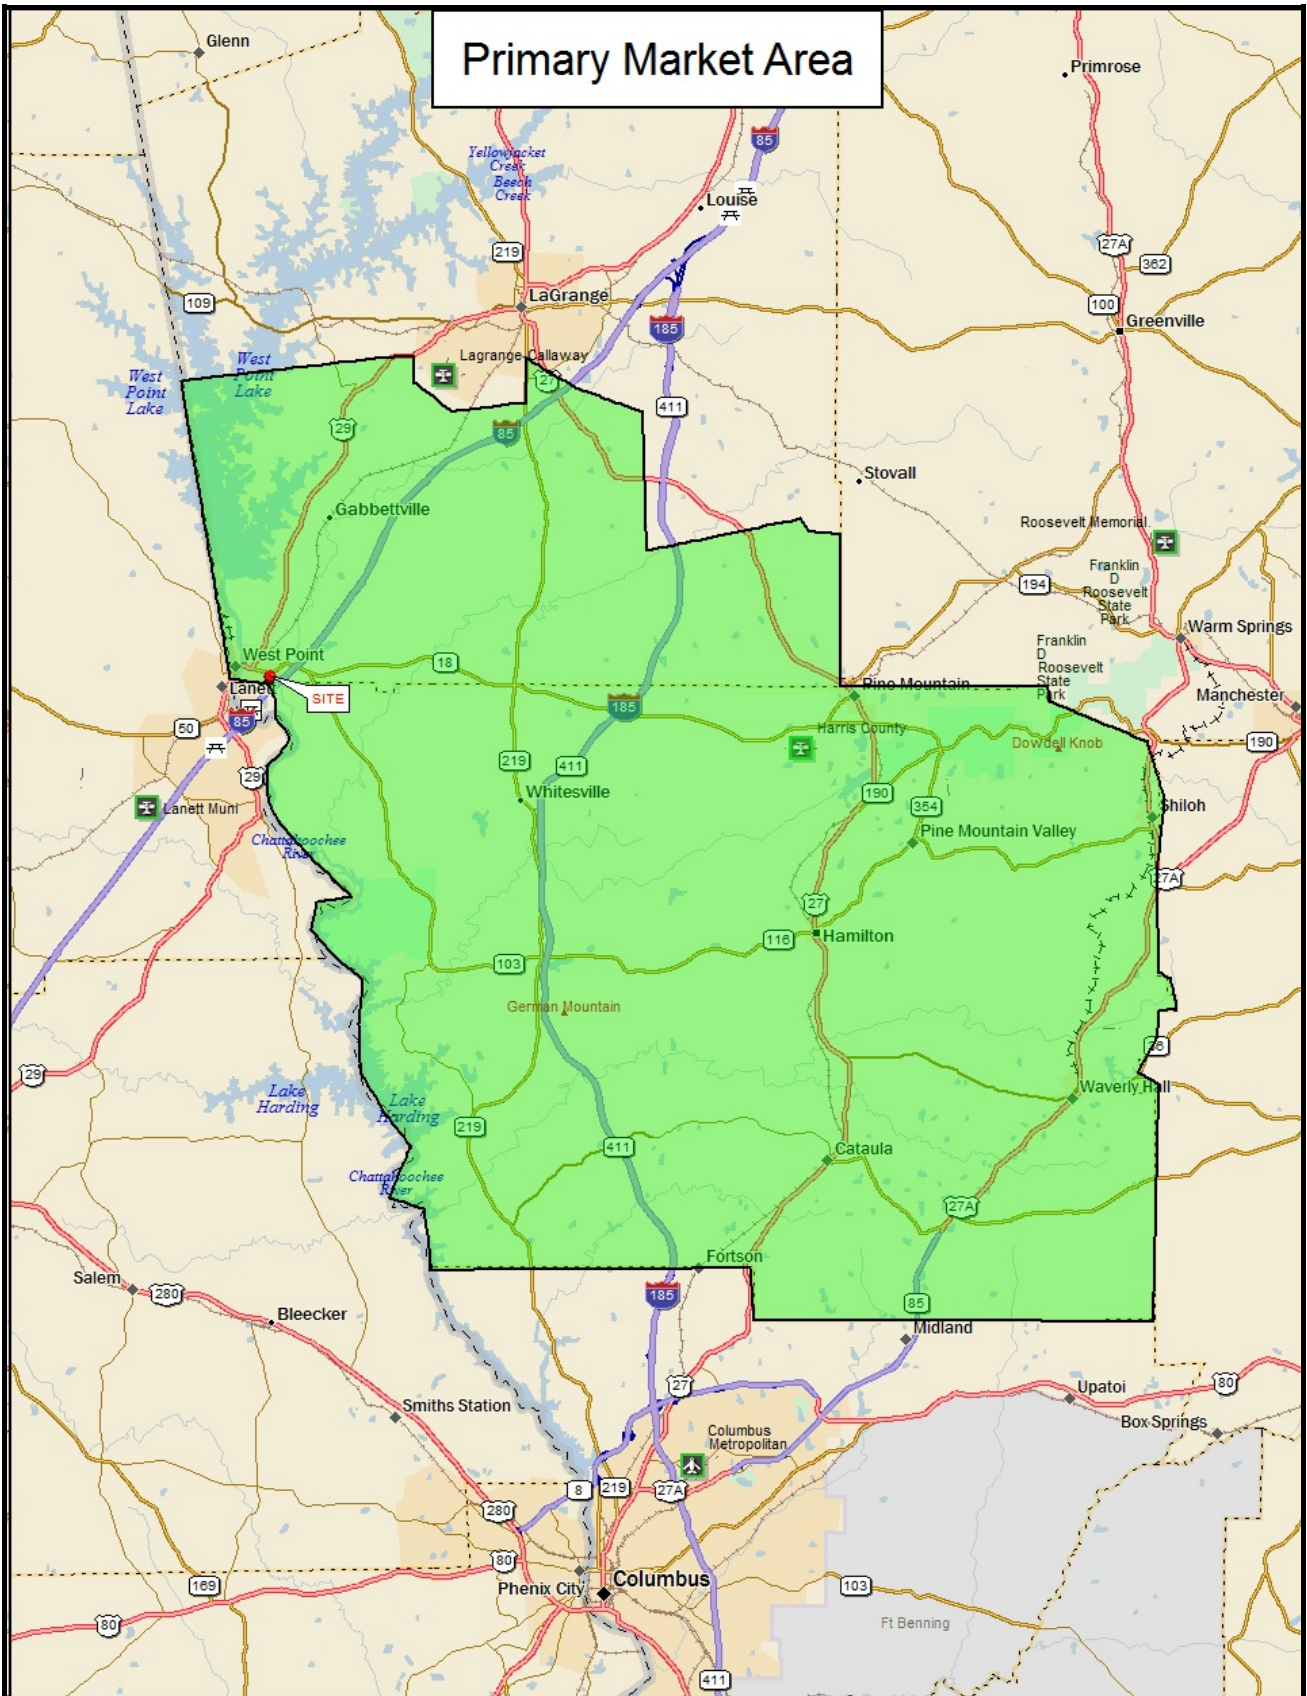 Primary Market Area
Glenn
Primrose
85
Yellowjacket
Creek
Beech
Creek
Louise
219
27A
362
109
LaGrange
100
Greenville
185
West
Point
Lake
West
Point
Lake
Lagrange-Callaway
27
411
29
85
Stovall
Gabbettville
Roosevelt Memorial
Franklin
D
Roosevelt
State
Park
194
Warm Springs
West Point
18
Franklin
D
Roosevelt
State
Park
Lanett
SITE
Pine Mountain
Manchester
85
50
185
Harris County
Dowdell Knob
190
29
219
411
Whitesville
190
354
Shiloh
Lanett Muni
Pine Mountain Valley
Chattahoochee
River
27A
27
116
Hamilton
103
German Mountain
36
29
Lake
Harding
Lake
Harding
Waverly Hall
219
411
Cataula
Chattahoochee
River
27A
Fortson
Salem
280
185
85
Bleecker
Midland
27
Upatoi
80
Smiths Station
Box Springs
Columbus
Metropolitan
8
219
27A
280
80
169
Phenix City
Columbus
103
80
Ft Benning
411